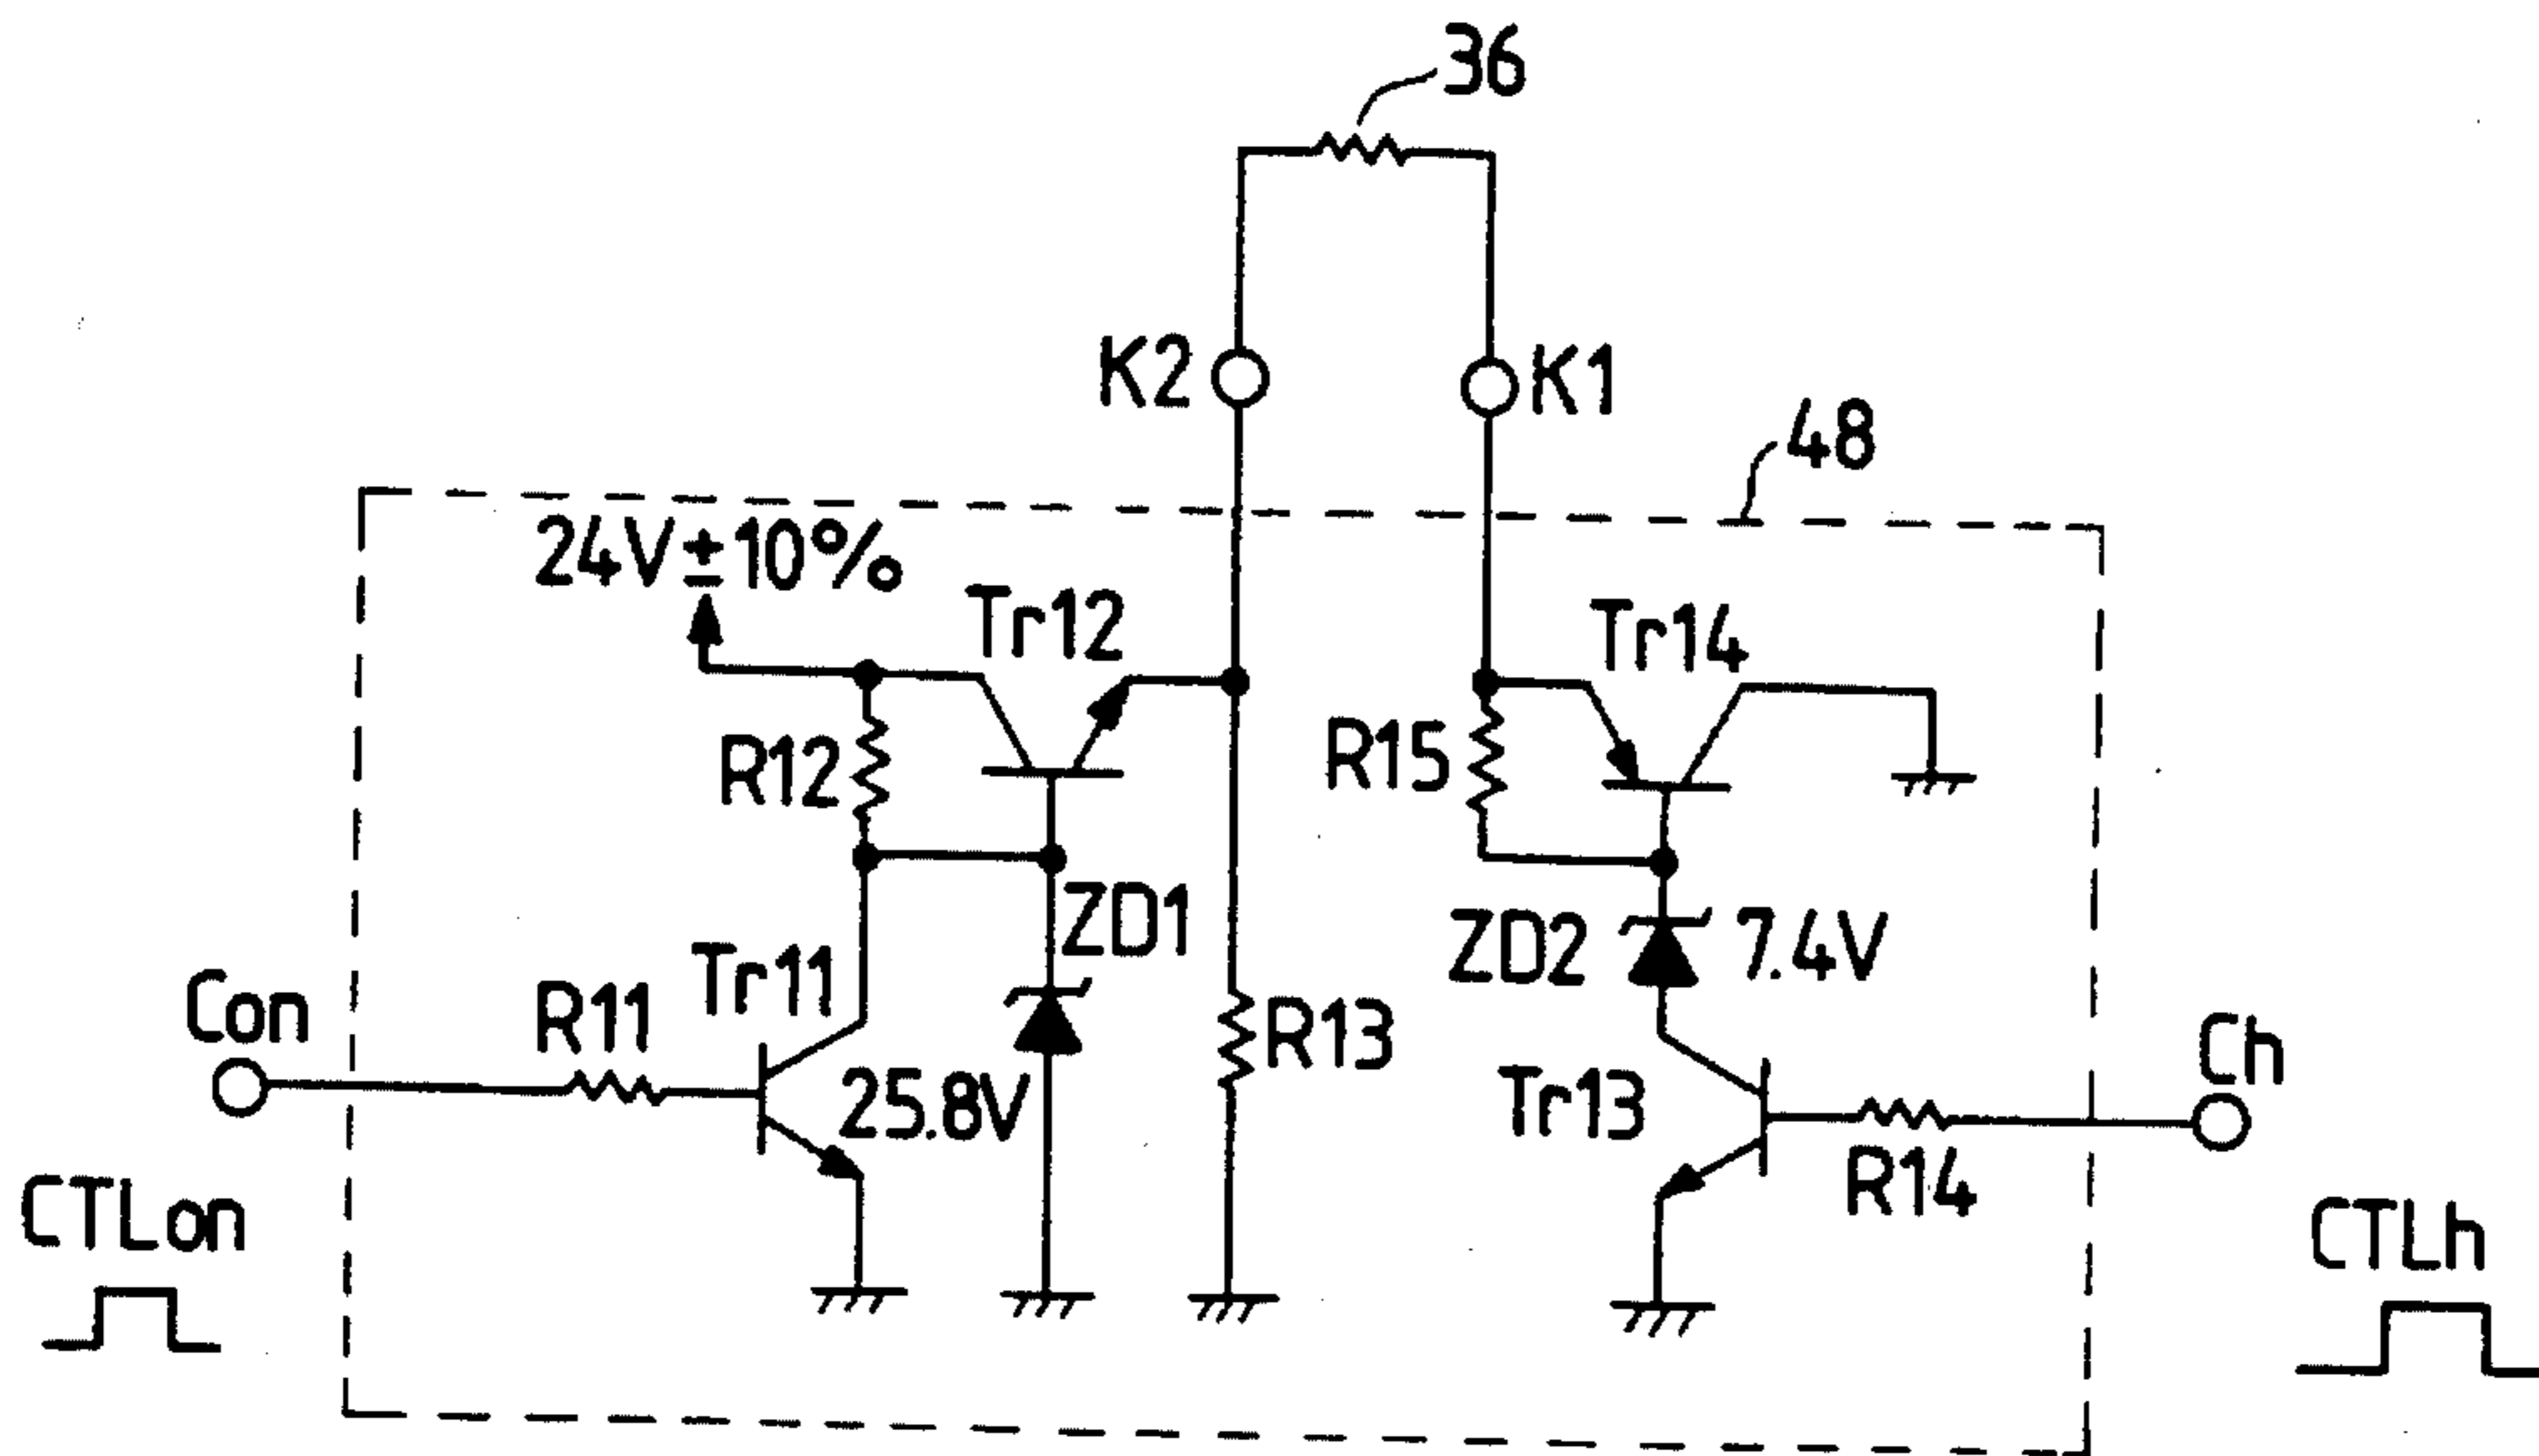 36
K2
K1
48
24V±10%
Tr12
Tr14
R12
R15
ZD1
ZD2
7.4V
Tr11
Con
R11
R13
Ch
25.8V
Tr13
R14
CTLon
CTLh